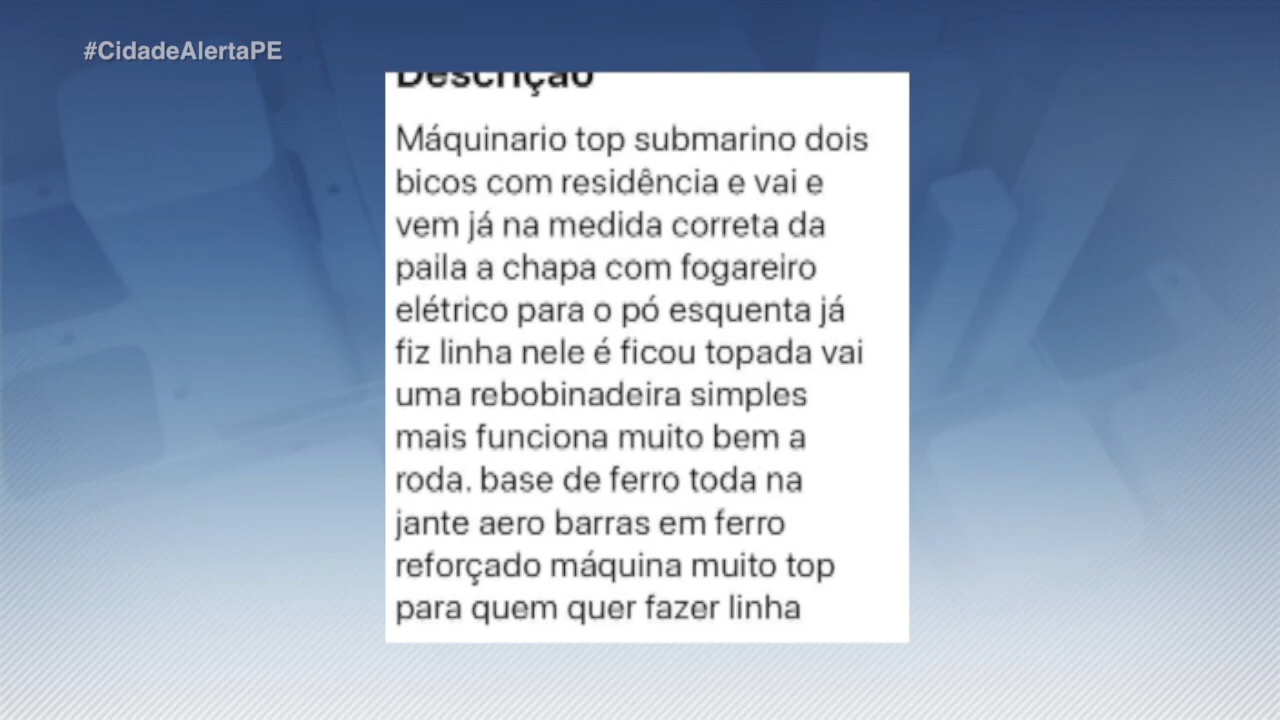 #CidadeAlertaPE
Descrição
Máquinario top submarino dois
bicos com residência e vai e
vem já na medida correta da
paila a chapa com fogareiro
elétrico para o pó esquenta já
fiz linha nele é ficou topada vai
uma rebobinadeira simples
mais funciona muito bem a
roda. base de ferro toda na
jante aero barras em ferro
reforçado máquina muito top
para quem quer fazer linha